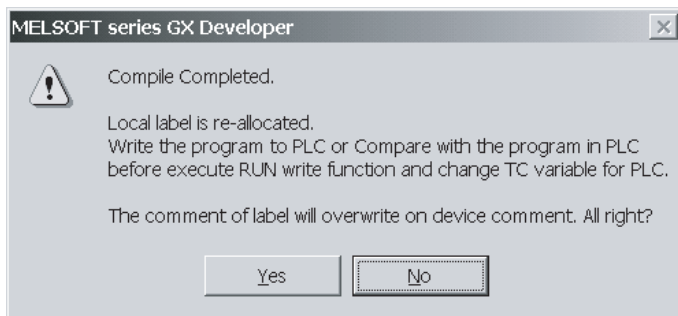 MELSOFT series GX Developer
Compile Completed.
Local label is re-allocated.
Write the program to PLC or Compare with the program in PLC
before execute RUN write function and change TC variable for PLC.
The comment of label will overwrite on device comment. All right?
Yes
No